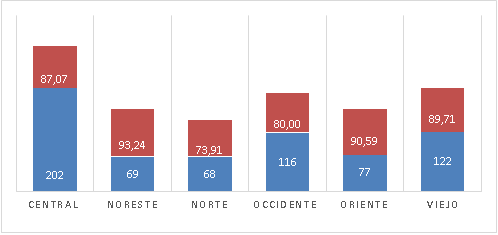 87,07
93,24
73,91
80,00
90,59
89,71
202
69
68
116
77
122
CENTRAL
NORESTE
NORTE
OCCIDENTE
ORIENTE
VIEJO